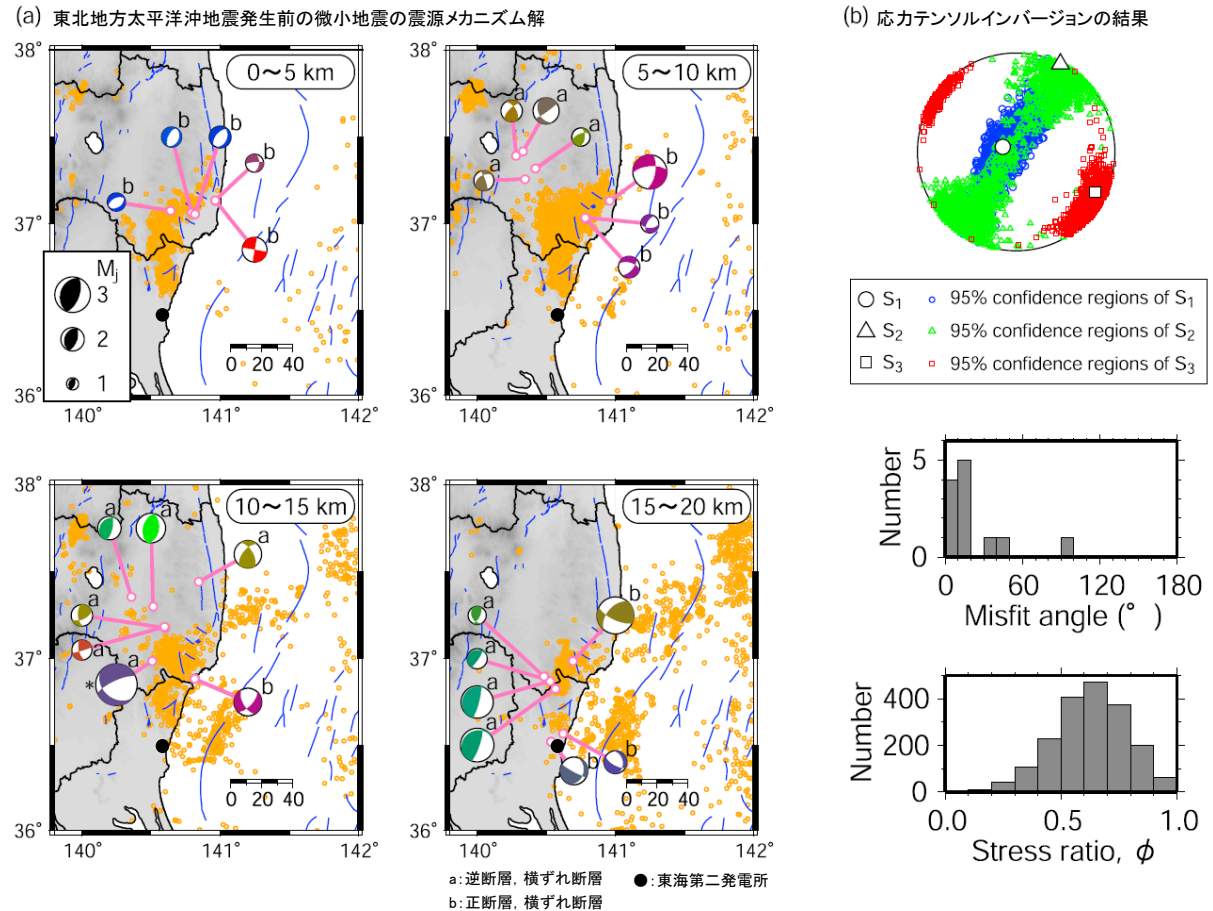 (a) 東北地方太平洋沖地震発生前の微小地震の震源メカニズム解
38°
37°
36°
0～5 km
b
b
b
b
b
Mj
3
2
1
0 20 40
140° 141° 142°
38°
37°
36°
5～10 km
a
a
a
a
b
b
b
0 20 40
140° 141° 142°
38°
37°
36°
10～15 km
a
a
a
a
a
a
*
b
0 20 40
140° 141° 142°
38°
37°
36°
15～20 km
a
a
a
a
b
b
b
0 20 40
140° 141° 142°
a:逆断層, 横ずれ断層 ●:東海第二発電所
b:正断層, 横ずれ断層
(b) 応力テンソルインバージョンの結果
S1 95% confidence regions of S1
S2 95% confidence regions of S2
S3 95% confidence regions of S3
Number
5
0
0 60 120 180
Misfit angle (°)
Number
400
200
0
0.0 0.5 1.0
Stress ratio, φ